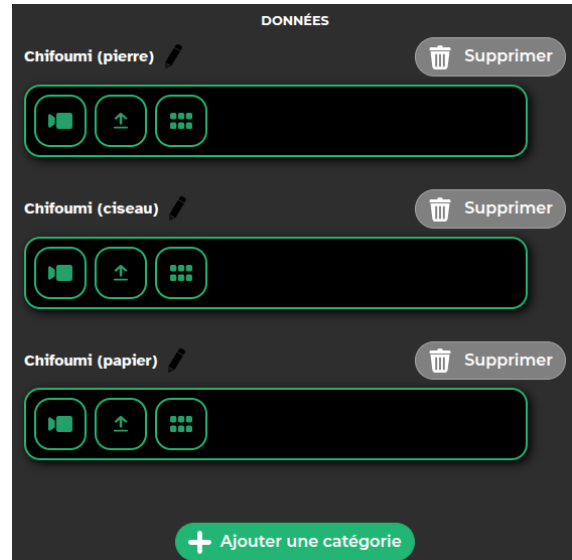 DONNÉES
Chifoumi (pierre) Supprimer
Chifoumi (ciseau) Supprimer
Chifoumi (papier) Supprimer
Ajouter une catégorie